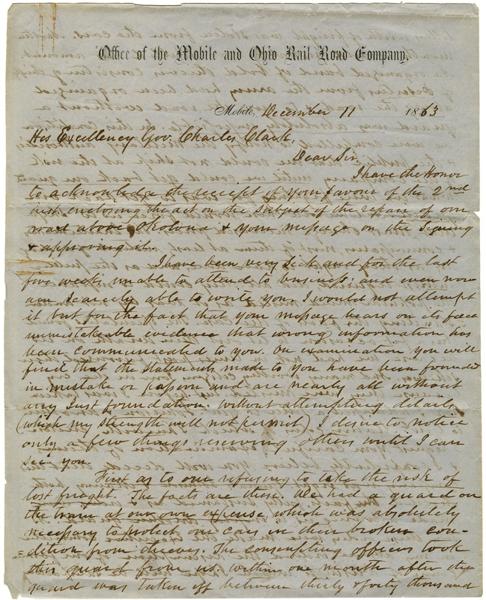 Office of the Mobile and Ohio Rail Road Company.
Mobile, December 11 1863
His Excellency Gov. Charles Clark,
Dear Sir,
I have the Honor
to acknowledge the receipt of your favour of the 2nd
inst. enclosing the act on the subject of the repair of our
road above Okolona & your message on the signing
& approving it.
I have been very sick and for the last
five weeks unable to attend to business, and even now
am scarcely able to write you. I would not attempt
it but for the fact that your message bears on its face
unmistakeable evidence that wrong information has
been communicated to you. On examination you will
find that the statements made to you have been founded
in mistake or passion and are nearly all without
any just foundation. without attempting details
(which my strength will not permit) I desire to notice
only a few things reserving others until I can
see you.
First as to our refusing to take the risk of
lost freight. The facts are these. We had a guard on
the train at our own expense, which was absolutely
necessary to protect our cars in their broken con-
=dition from thieves. The conscripting officers took
this guard from us. within one month after this
guard was taken off between thirty & forty thousand